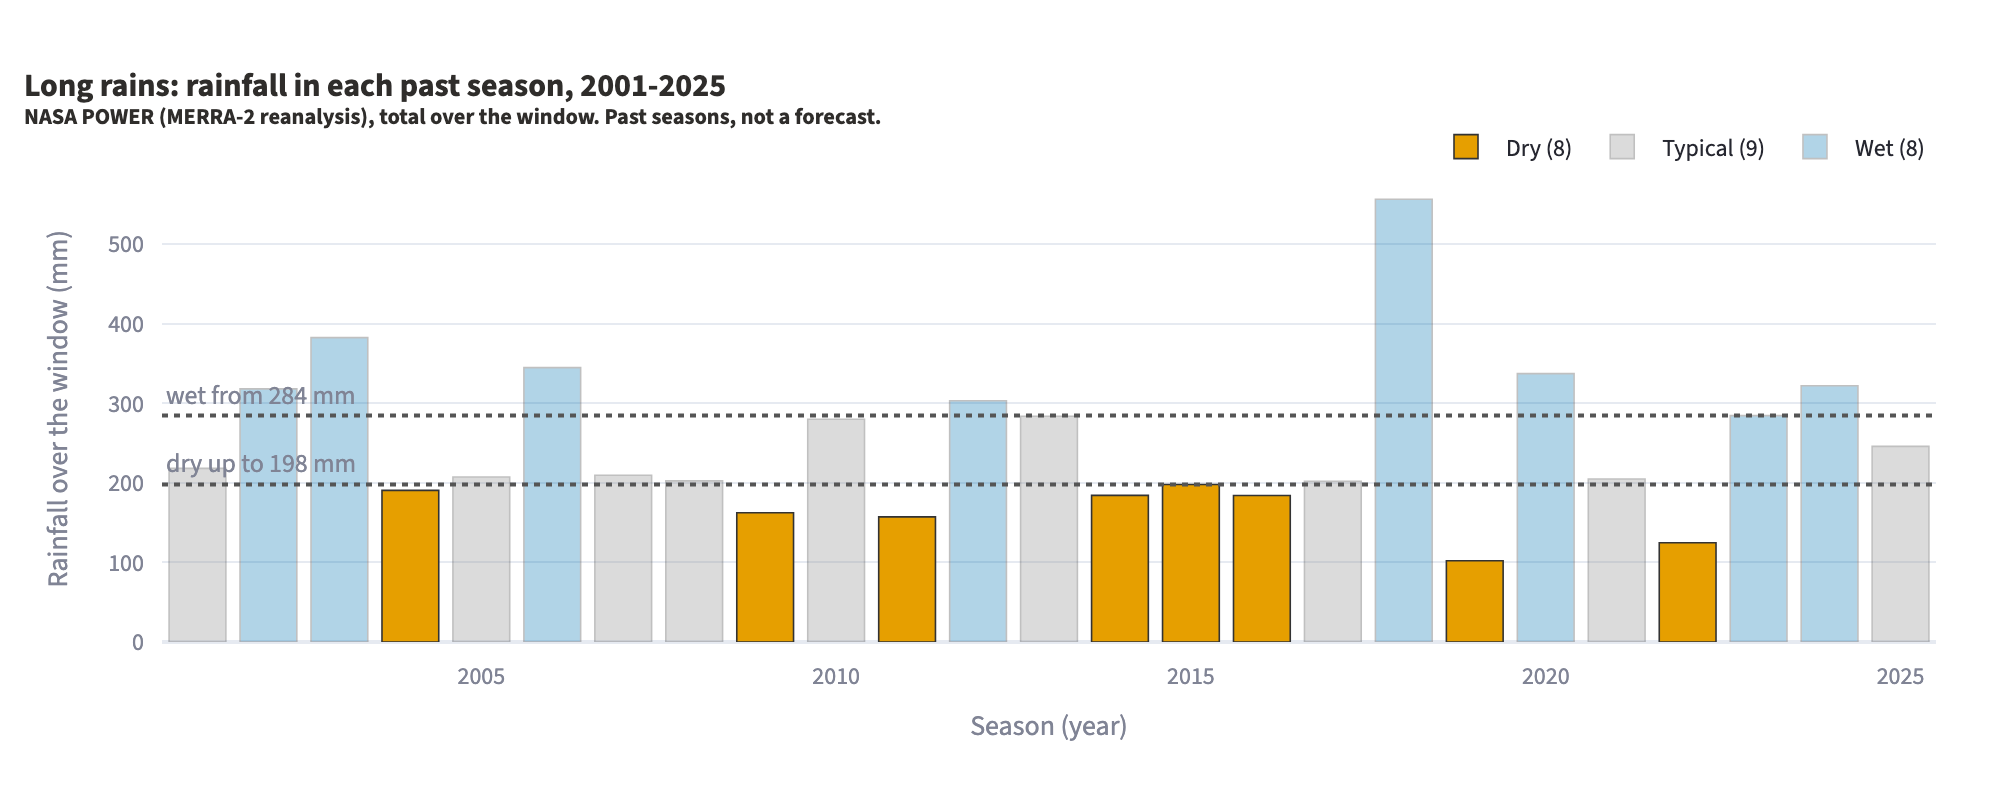 Long rains: rainfall in each past season, 2001-2025
NASA POWER (MERRA-2 reanalysis), total over the window. Past seasons, not a forecast.
Dry (8)
Typical (9)
Wet (8)
Rainfall over the window (mm)
500
400
300
200
100
0
wet from 284 mm
dry up to 198 mm
2005
2010
2015
2020
2025
Season (year)